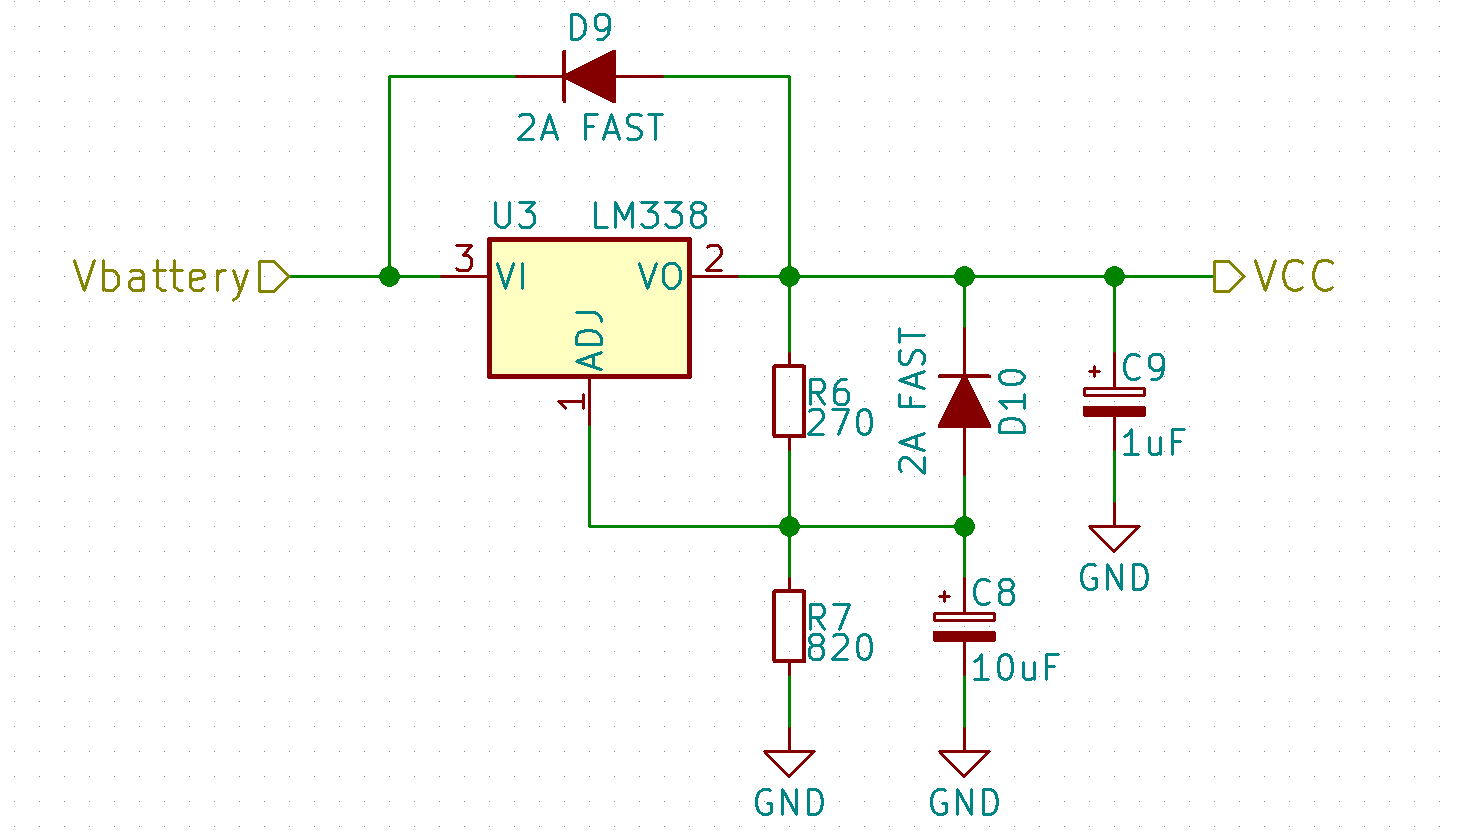 D9
2A FAST
U3
LM338
Vbattery
3
VI
VO
2
VCC
ADJ
1
R6
270
2A FAST
D10
+
C9
1uF
GND
R7
820
+
C8
10uF
GND
GND